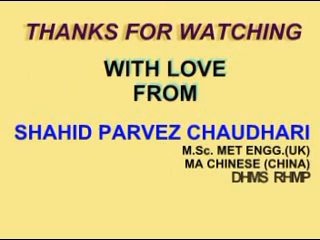 THANKS FOR WATCHING
WITH LOVE
FROM
SHAHID PARVEZ CHAUDHARI
M.Sc. MET ENGG.(UK)
MA CHINESE (CHINA)
DHMS RHMP